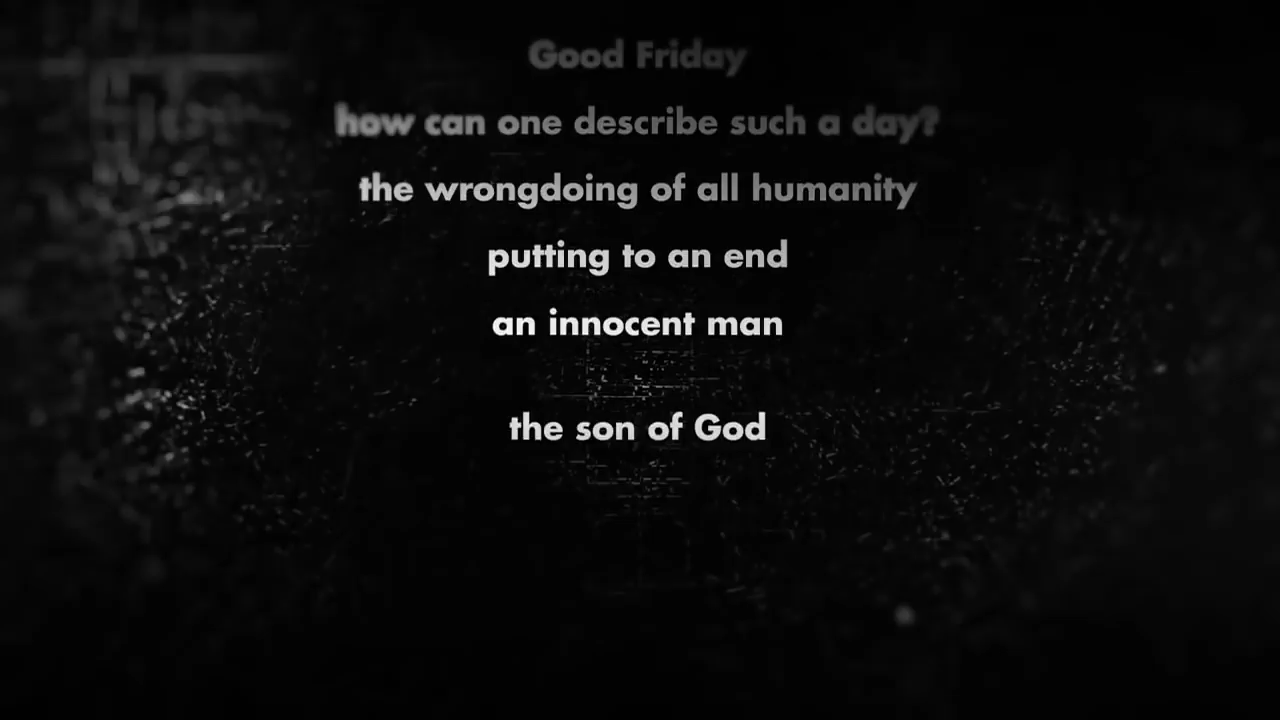 Good Friday
how can one describe such a day?
the wrongdoing of all humanity
putting to an end
an innocent man
the son of God